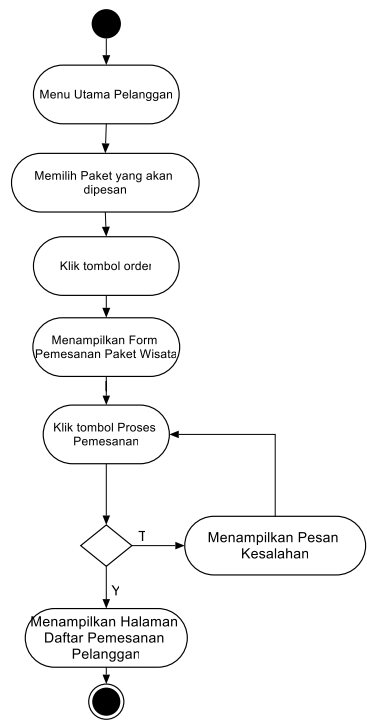 Menu Utama Pelanggan
Memilih Paket yang akan
dipesan
Klik tombol order
Menampilkan Form
Pemesanan Paket Wisata
Klik tombol Proses
Pemesanan
T
Menampilkan Pesan
Kesalahan
Y
Menampilkan Halaman
Daftar Pemesanan
Pelanggan